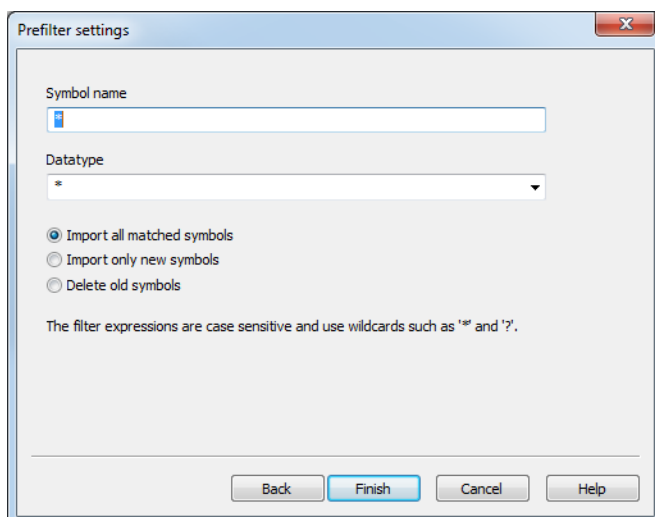 Prefilter settings
Symbol name
*
Datatype
*
Import all matched symbols
Import only new symbols
Delete old symbols
The filter expressions are case sensitive and use wildcards such as '*' and '?'.
Back Finish Cancel Help